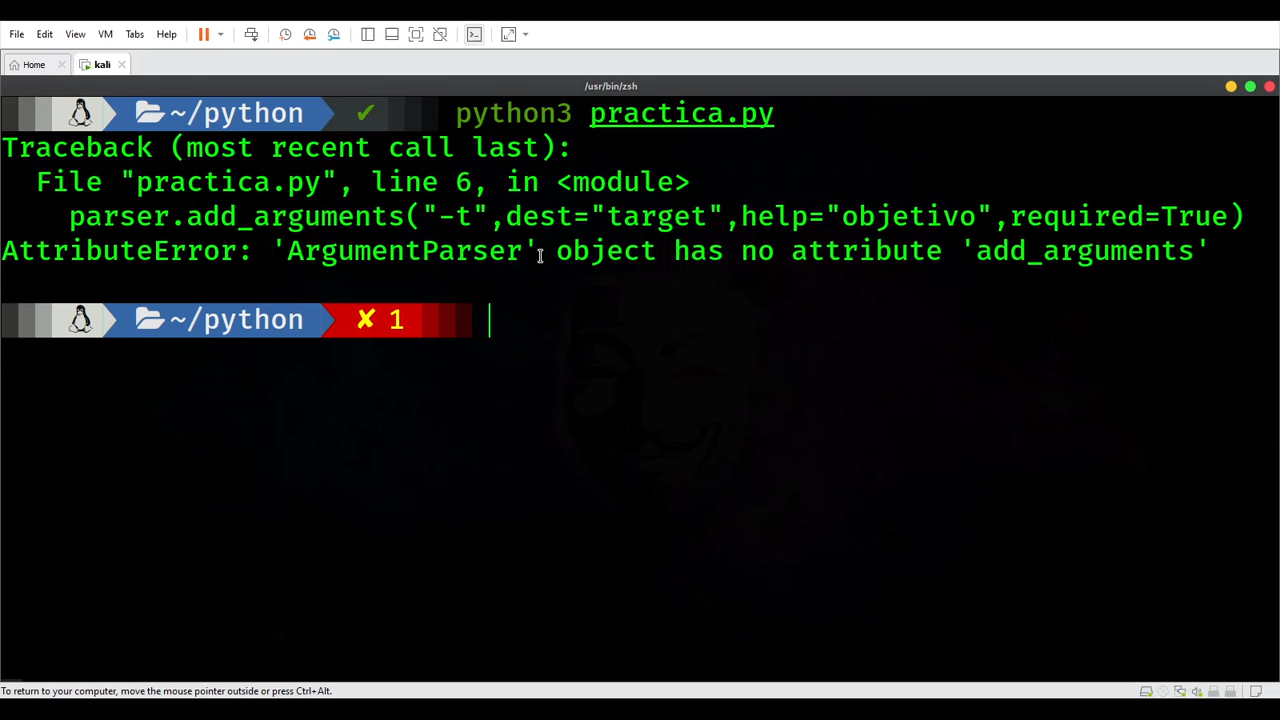 File Edit View VM Tabs Help
Home kali
/usr/bin/zsh
~/python ✔ python3 practica.py
Traceback (most recent call last):
File "practica.py", line 6, in <module>
parser.add_arguments("-t",dest="target",help="objetivo",required=True)
AttributeError: 'ArgumentParser' object has no attribute 'add_arguments'
~/python ✘ 1
To return to your computer, move the mouse pointer outside or press Ctrl+Alt.